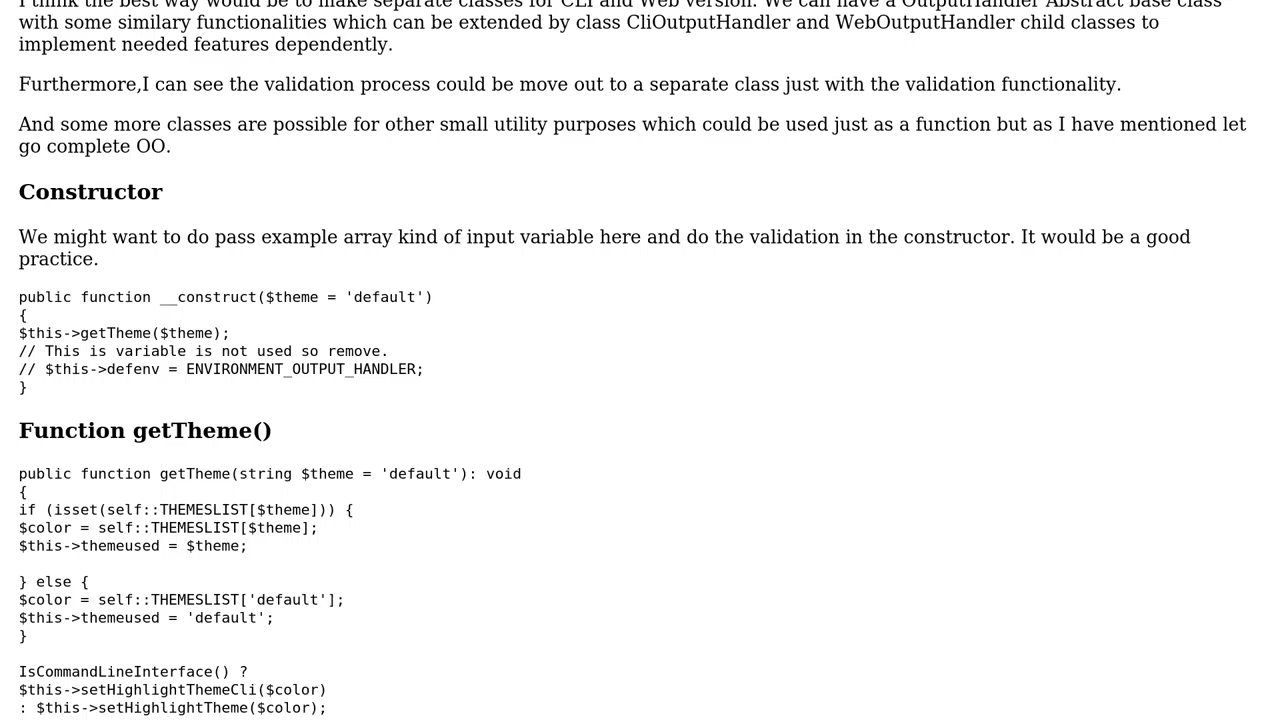 I think the best way would be to make separate classes for CLI and Web version. We can have a OutputHandler Abstract base class
with some similary functionalities which can be extended by class CliOutputHandler and WebOutputHandler child classes to
implement needed features dependently.
Furthermore,I can see the validation process could be move out to a separate class just with the validation functionality.
And some more classes are possible for other small utility purposes which could be used just as a function but as I have mentioned let
go complete OO.
Constructor
We might want to do pass example array kind of input variable here and do the validation in the constructor. It would be a good
practice.
public function __construct($theme = 'default')
{
$this->getTheme($theme);
// This is variable is not used so remove.
// $this->defenv = ENVIRONMENT_OUTPUT_HANDLER;
}
Function getTheme()
public function getTheme(string $theme = 'default'): void
{
if (isset(self::THEMESLIST[$theme])) {
$color = self::THEMESLIST[$theme];
$this->themeused = $theme;
} else {
$color = self::THEMESLIST['default'];
$this->themeused = 'default';
}
IsCommandLineInterface() ?
$this->setHighlightThemeCli($color)
: $this->setHighlightTheme($color);